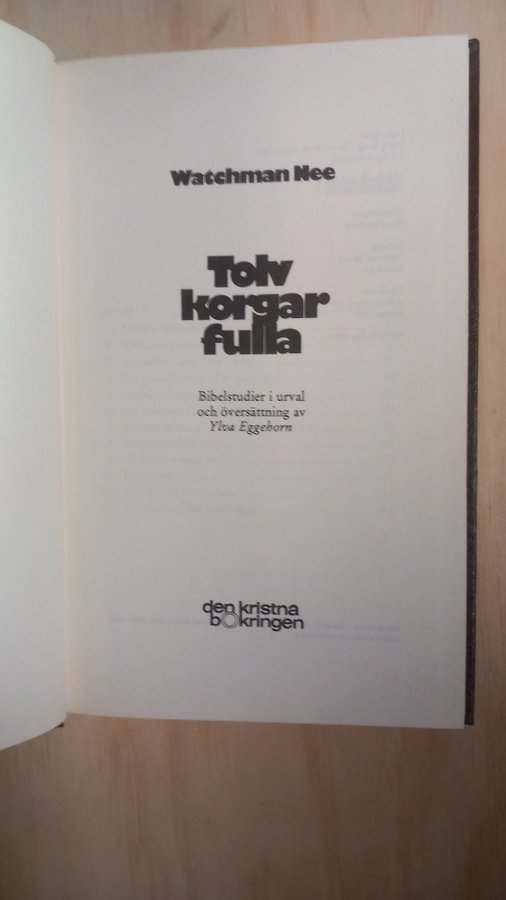 Watchman Nee
Tolv
korgar
fulla
Bibelstudier i urval
och översättning av
Ylva Eggehorn
den kristna
bokringen